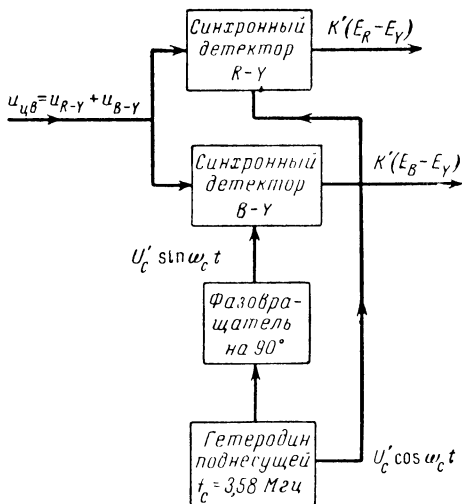 Синхронный
детектор
R-Y
K'(E_R-E_Y)
u_цв=u_R-Y+u_B-Y
Синхронный
детектор
B-Y
K'(E_B-E_Y)
U'_c sin ω_c t
Фазовра-
щатель
на 90°
Гетеродин
поднесущей
f_c=3,58 Мгц
U'_c cos ω_c t